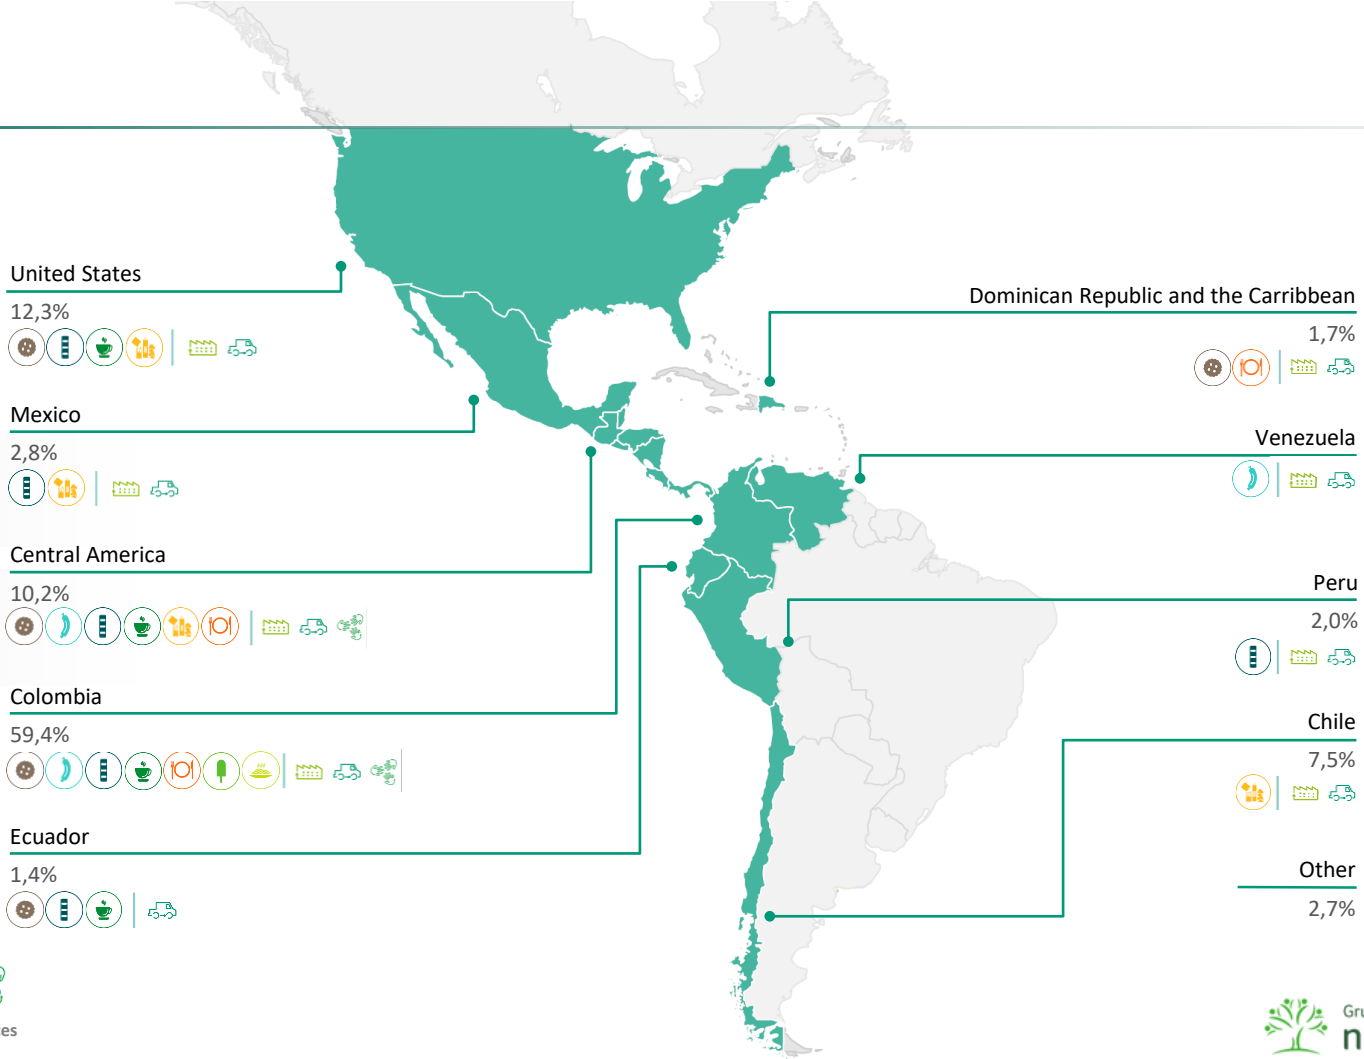 United States
12,3%
Mexico
2,8%
Central America
10,2%
Colombia
59,4%
Ecuador
1,4%
Dominican Republic and the Carribbean
1,7%
Venezuela
Peru
2,0%
Chile
7,5%
Other
2,7%